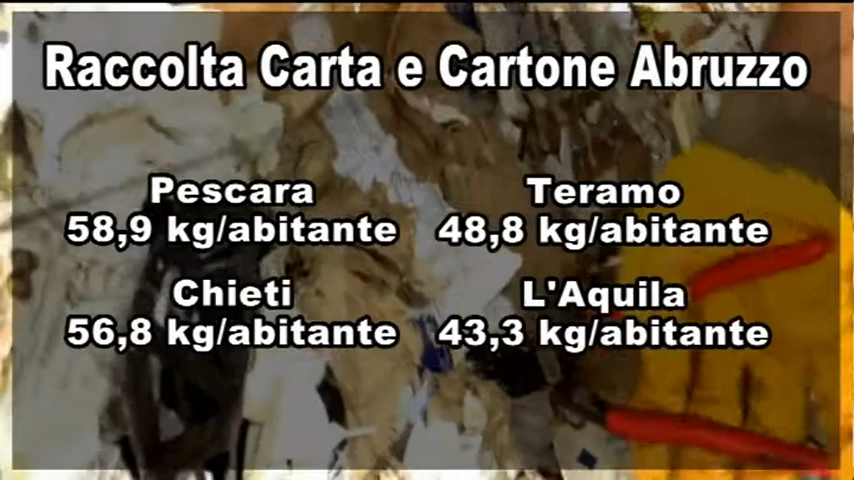 Raccolta Carta e Cartone Abruzzo
Pescara
58,9 kg/abitante
Teramo
48,8 kg/abitante
Chieti
56,8 kg/abitante
L'Aquila
43,3 kg/abitante